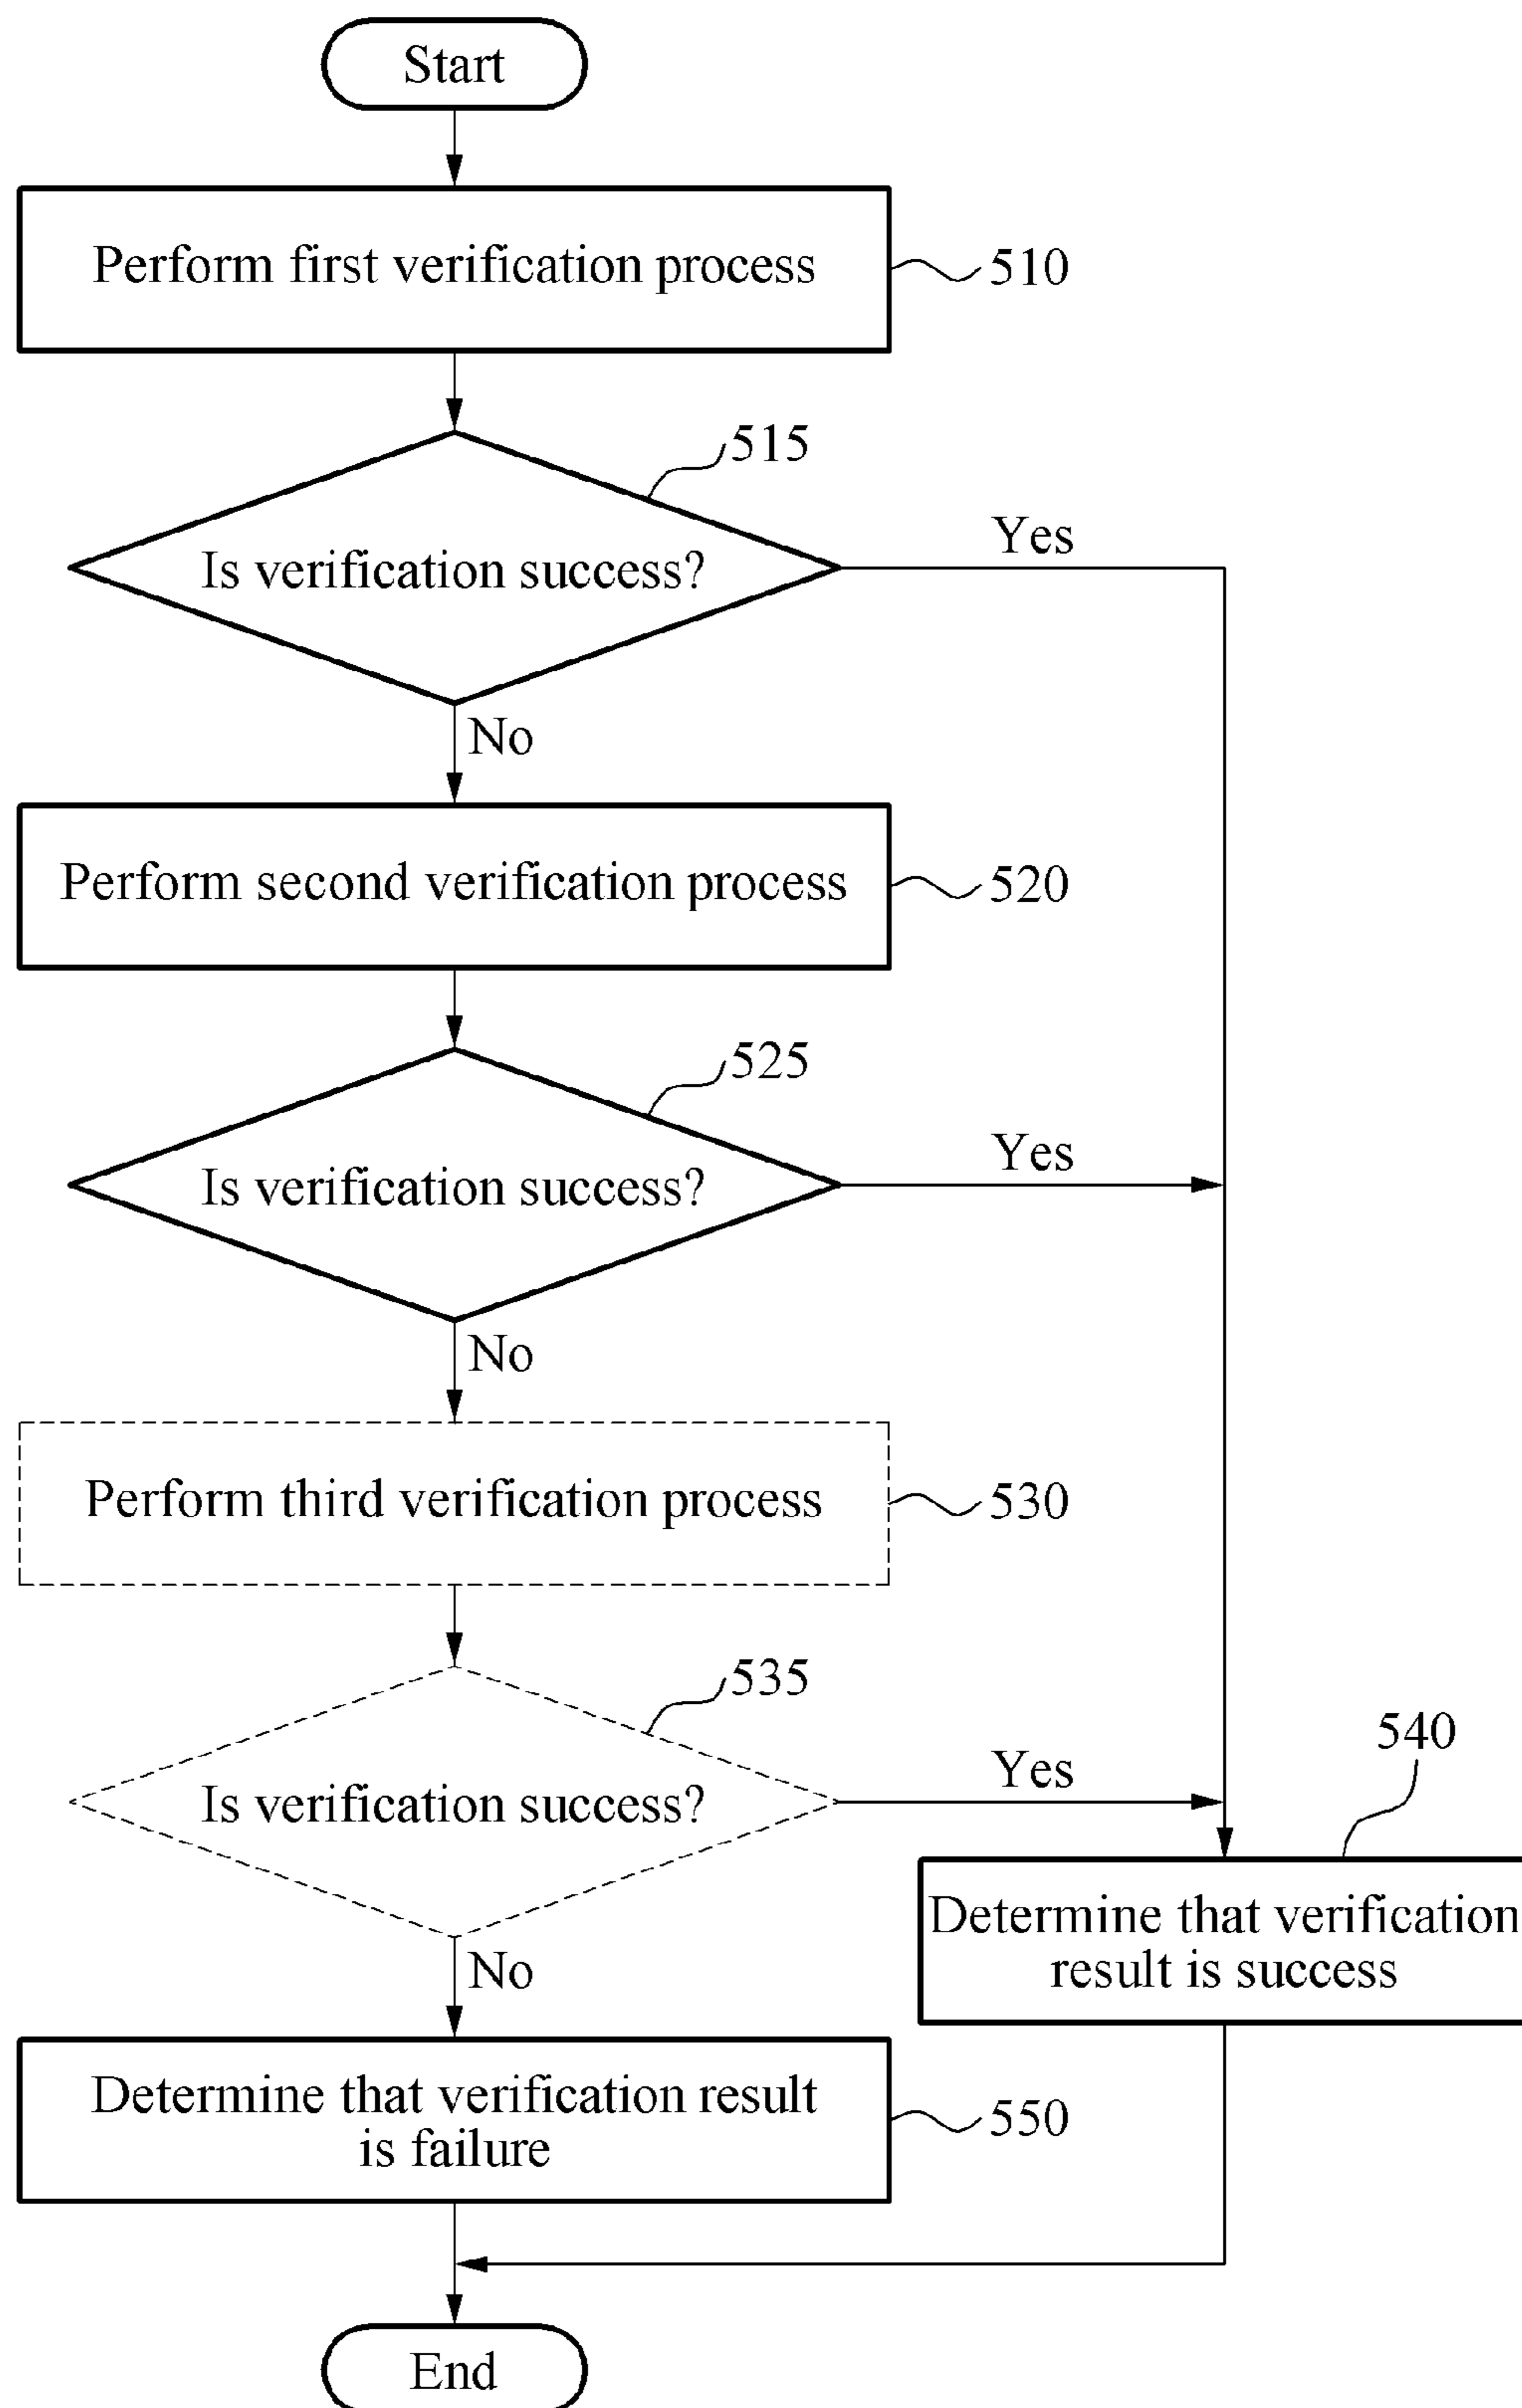 Start
Perform first verification process
510
515
Is verification success?
Yes
No
Perform second verification process
520
525
Is verification success?
Yes
No
Perform third verification process
530
535
Is verification success?
Yes
540
Determine that verification
result is success
No
Determine that verification result
is failure
550
End